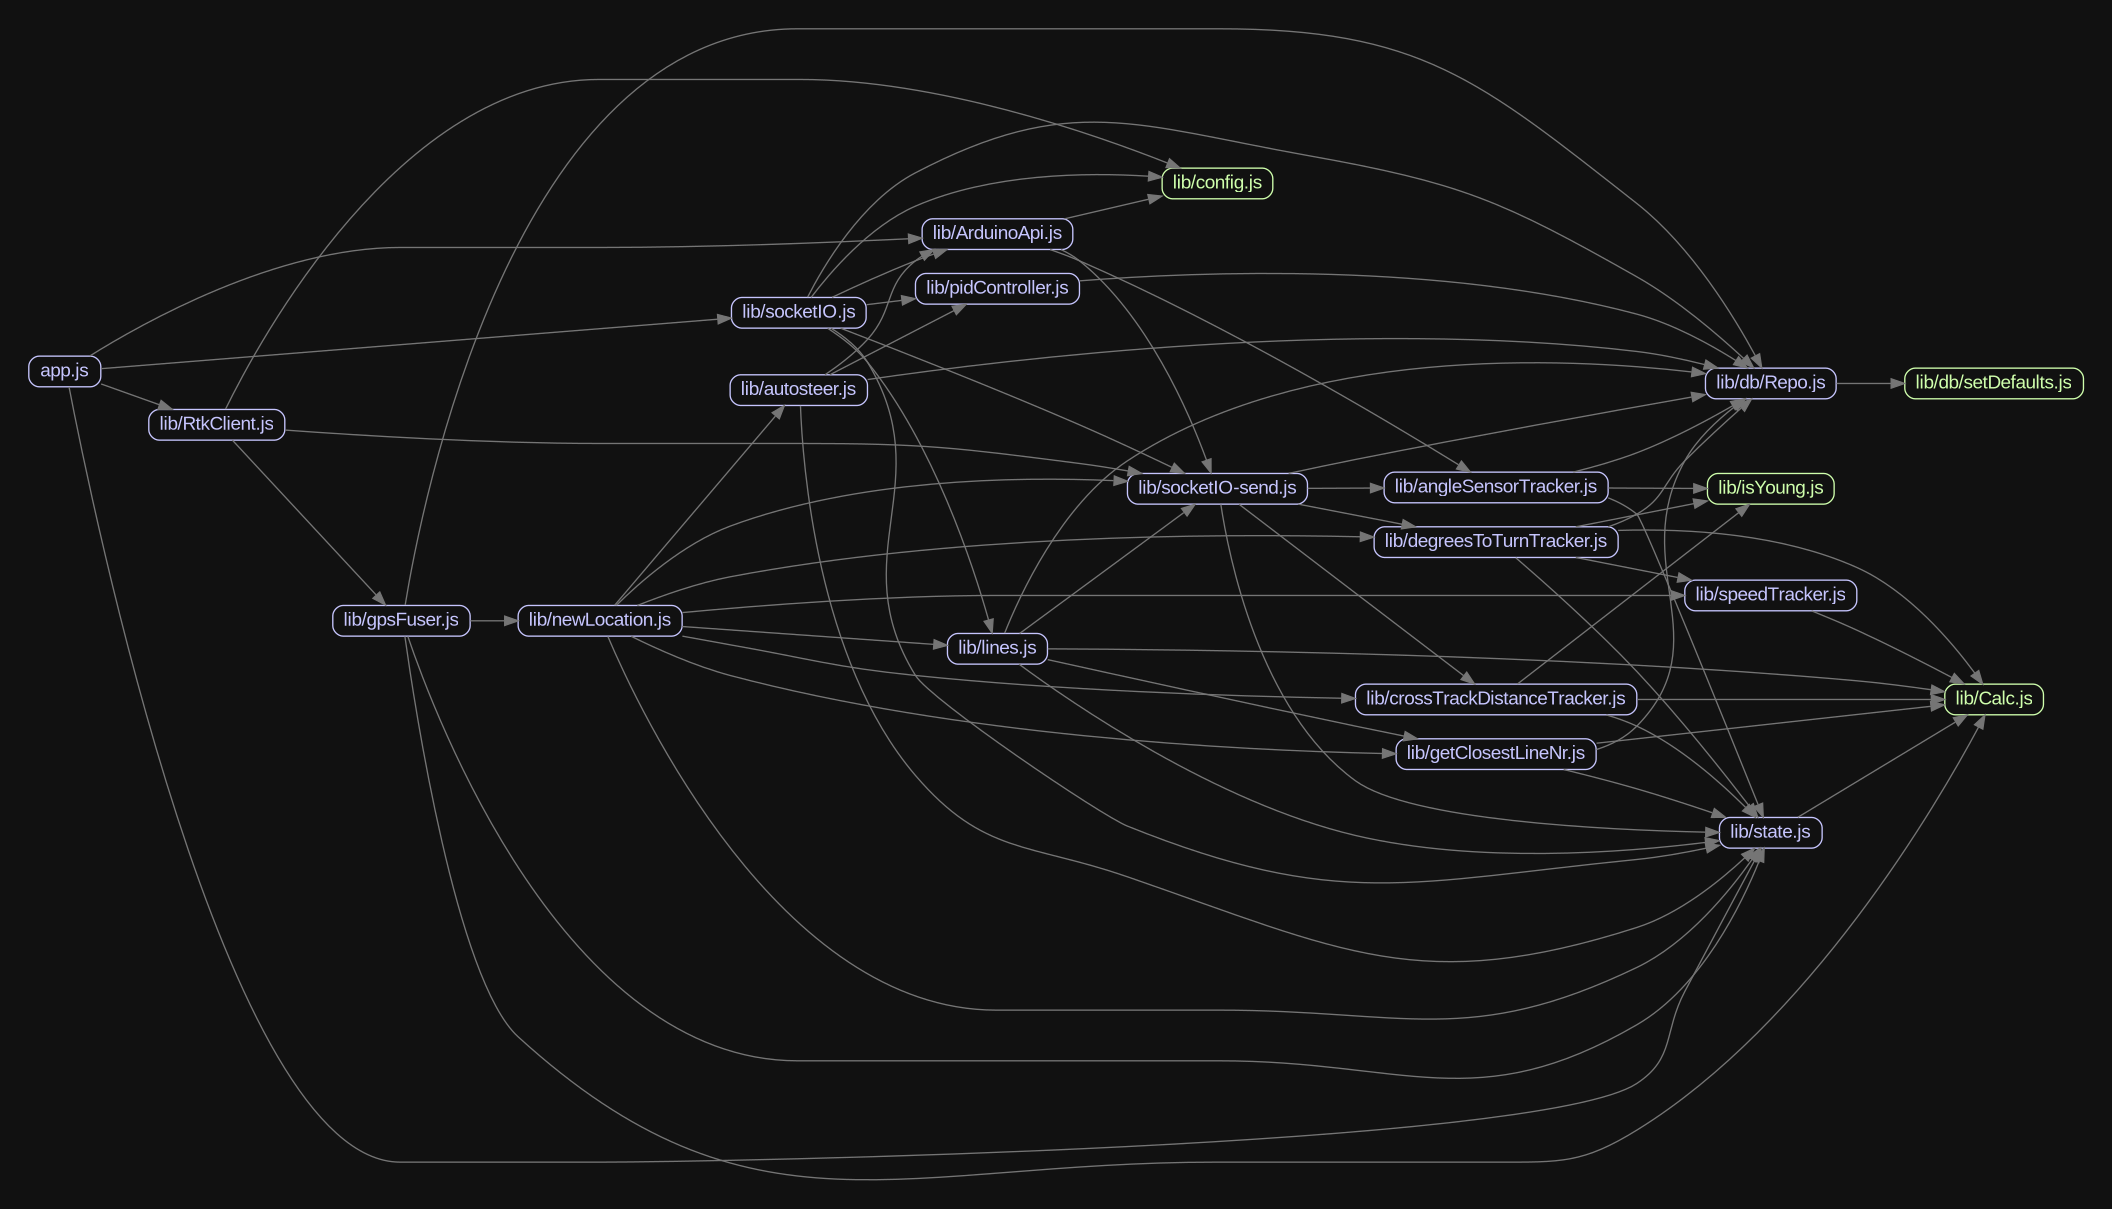 lib/config.js
lib/ArduinoApi.js
lib/pidController.js
lib/socketIO.js
app.js
lib/autosteer.js
lib/db/Repo.js
lib/db/setDefaults.js
lib/RtkClient.js
lib/socketIO-send.js
lib/angleSensorTracker.js
lib/isYoung.js
lib/degreesToTurnTracker.js
lib/speedTracker.js
lib/gpsFuser.js
lib/newLocation.js
lib/lines.js
lib/crossTrackDistanceTracker.js
lib/Calc.js
lib/getClosestLineNr.js
lib/state.js